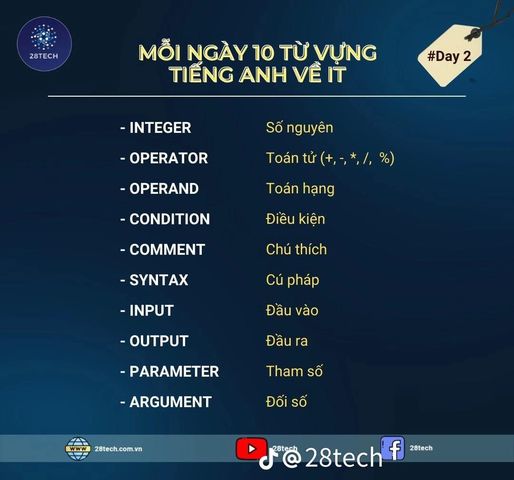 28TECH
MỖI NGÀY 10 TỪ VỰNG
TIẾNG ANH VỀ IT
#Day 2
- INTEGER Số nguyên
- OPERATOR Toán tử (+, -, *, /, %)
- OPERAND Toán hạng
- CONDITION Điều kiện
- COMMENT Chú thích
- SYNTAX Cú pháp
- INPUT Đầu vào
- OUTPUT Đầu ra
- PARAMETER Tham số
- ARGUMENT Đối số
WWW 28tech.com.vn 28tech 28tech
@28tech